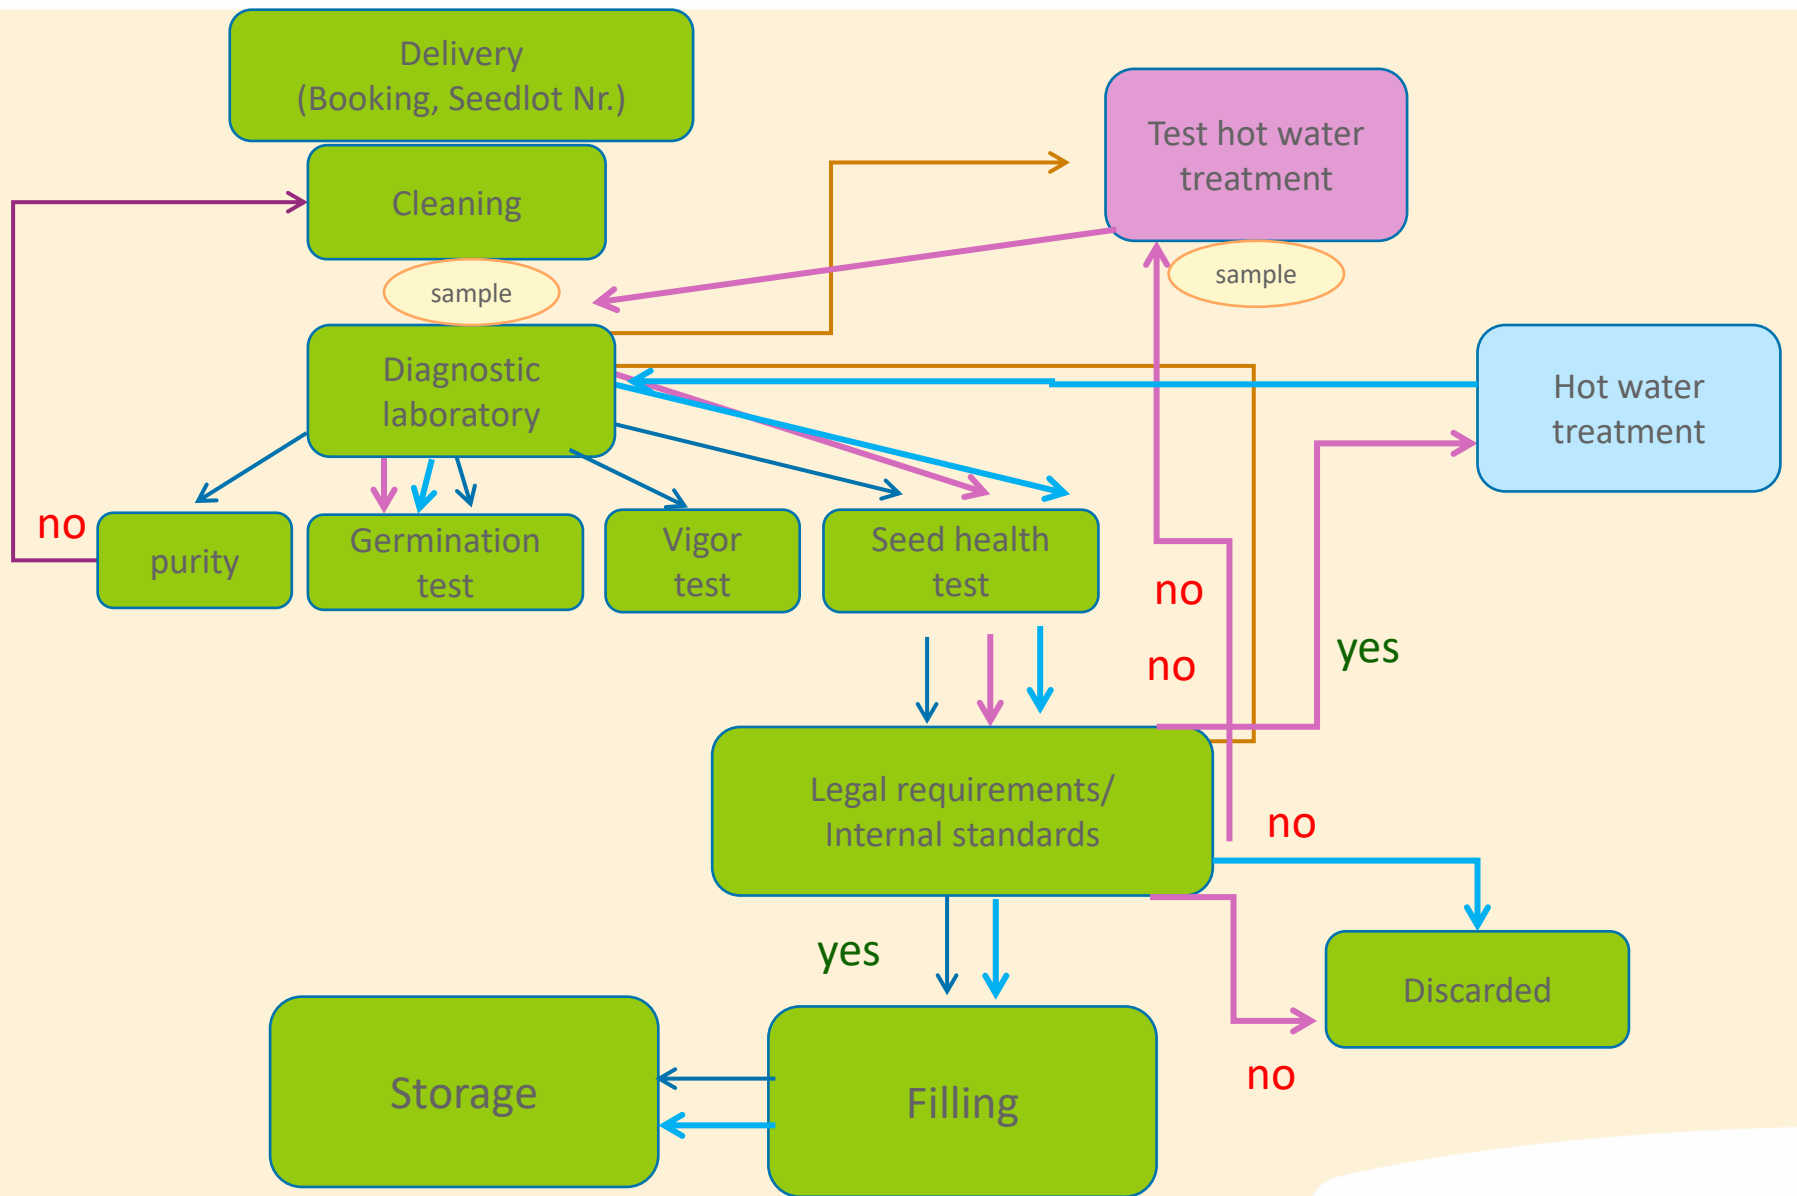 Delivery
(Booking, Seedlot Nr.)
Test hot water
treatment
Cleaning
sample
sample
Diagnostic
laboratory
Hot water
treatment
no
purity
Germination
test
Vigor
test
Seed health
test
no
no
yes
Legal requirements/
Internal standards
no
yes
Discarded
Storage
Filling
no